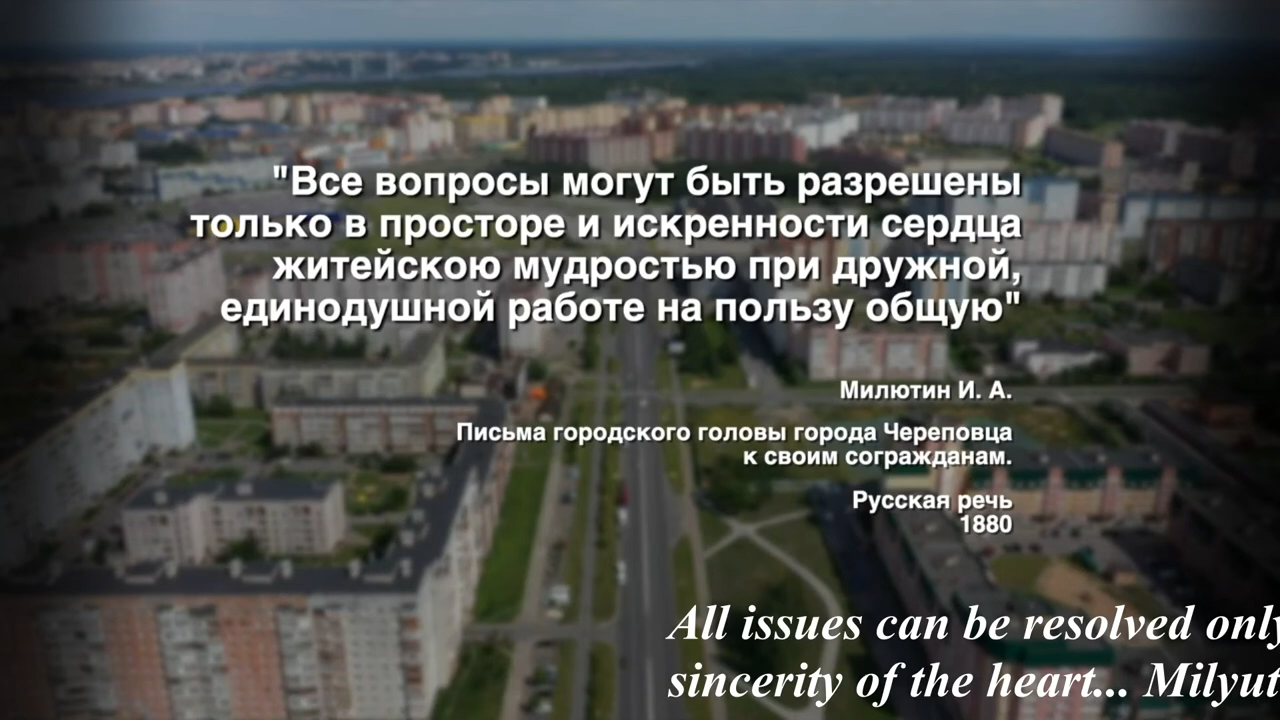 "Все вопросы могут быть разрешены
только в просторе и искренности сердца
житейскою мудростью при дружной,
единодушной работе на пользу общую"
Милютин И. А.
Письма городского головы города Череповца
к своим согражданам.
Русская речь
1880
All issues can be resolved only
sincerity of the heart... Milyut